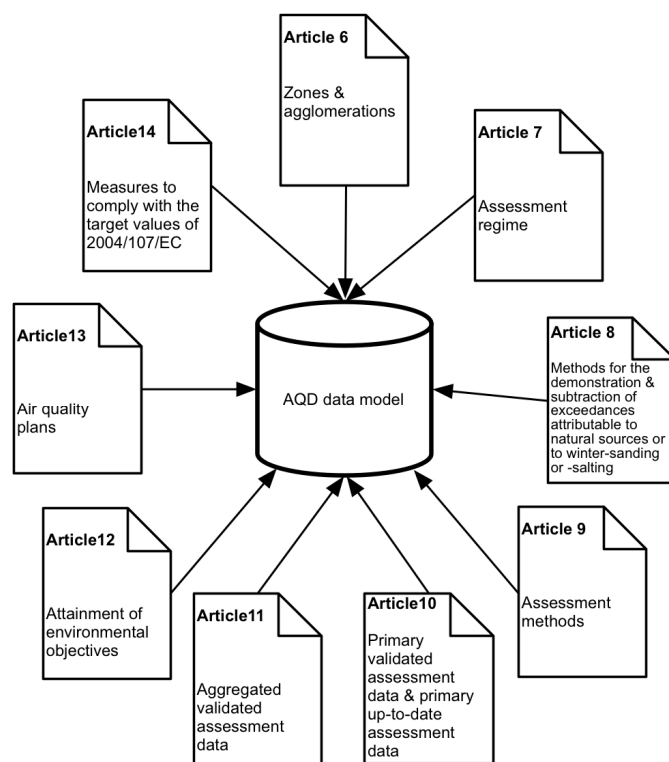 Article 6
Zones &
agglomerations
Article14
Measures to
comply with the
target values of
2004/107/EC
Article 7
Assessment
regime
Article13
Air quality
plans
AQD data model
Article 8
Methods for the
demonstration &
subtraction of
exceedances
attributable to
natural sources or
to winter-sanding
or -salting
Article12
Attainment of
environmental
objectives
Article11
Aggregated
validated
assessment
data
Article10
Primary
validated
assessment
data & primary
up-to-date
assessment
data
Article 9
Assessment
methods